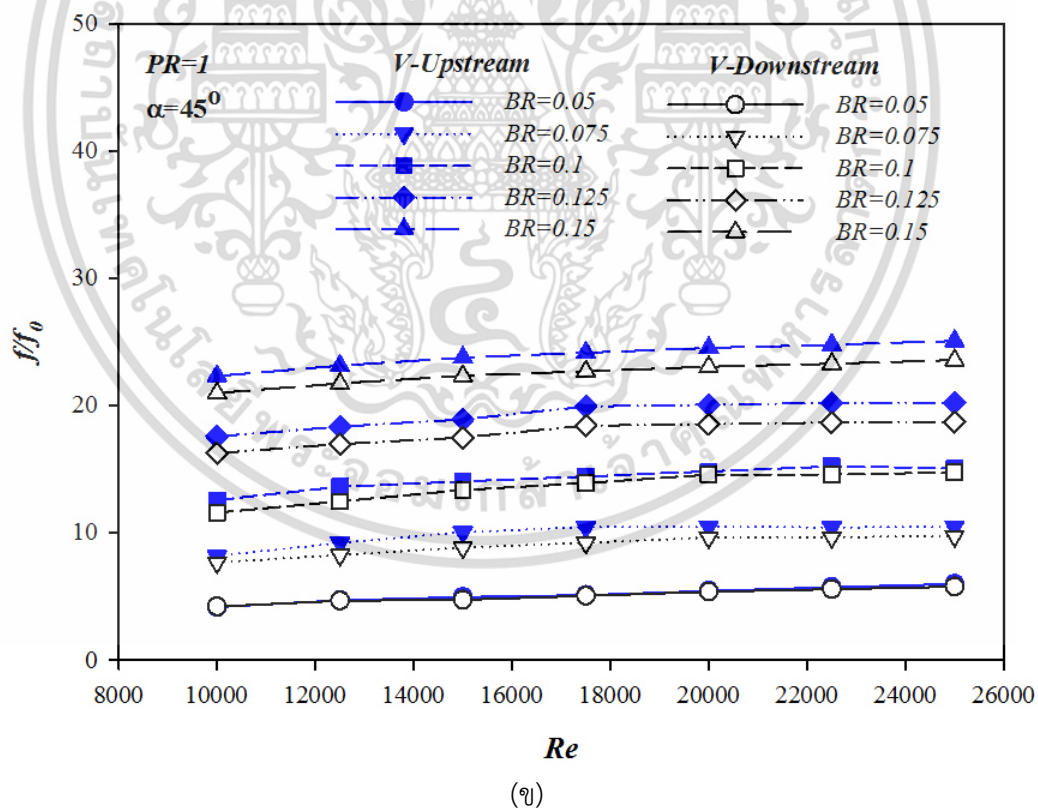 50
40
30
20
10
0
f/f₀
PR=1
α=45⁰
V-Upstream
BR=0.05
BR=0.075
BR=0.1
BR=0.125
BR=0.15
V-Downstream
BR=0.05
BR=0.075
BR=0.1
BR=0.125
BR=0.15
8000 10000 12000 14000 16000 18000 20000 22000 24000 26000
Re
(ข)